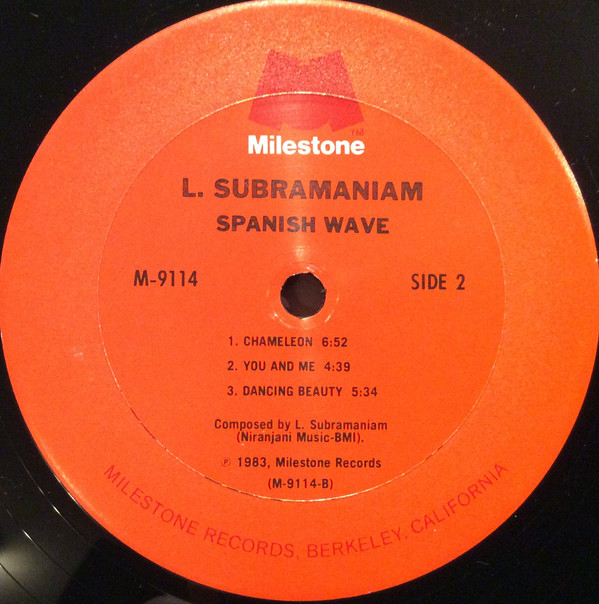 TM
Milestone
L. SUBRAMANIAM
SPANISH WAVE
M-9114
SIDE 2
1. CHAMELEON 6:52
2. YOU AND ME 4:39
3. DANCING BEAUTY 5:34
Composed by L. Subramaniam
(Niranjani Music-BMI).
℗ 1983, Milestone Records
(M-9114-B)
MILESTONE RECORDS, BERKELEY, CALIFORNIA